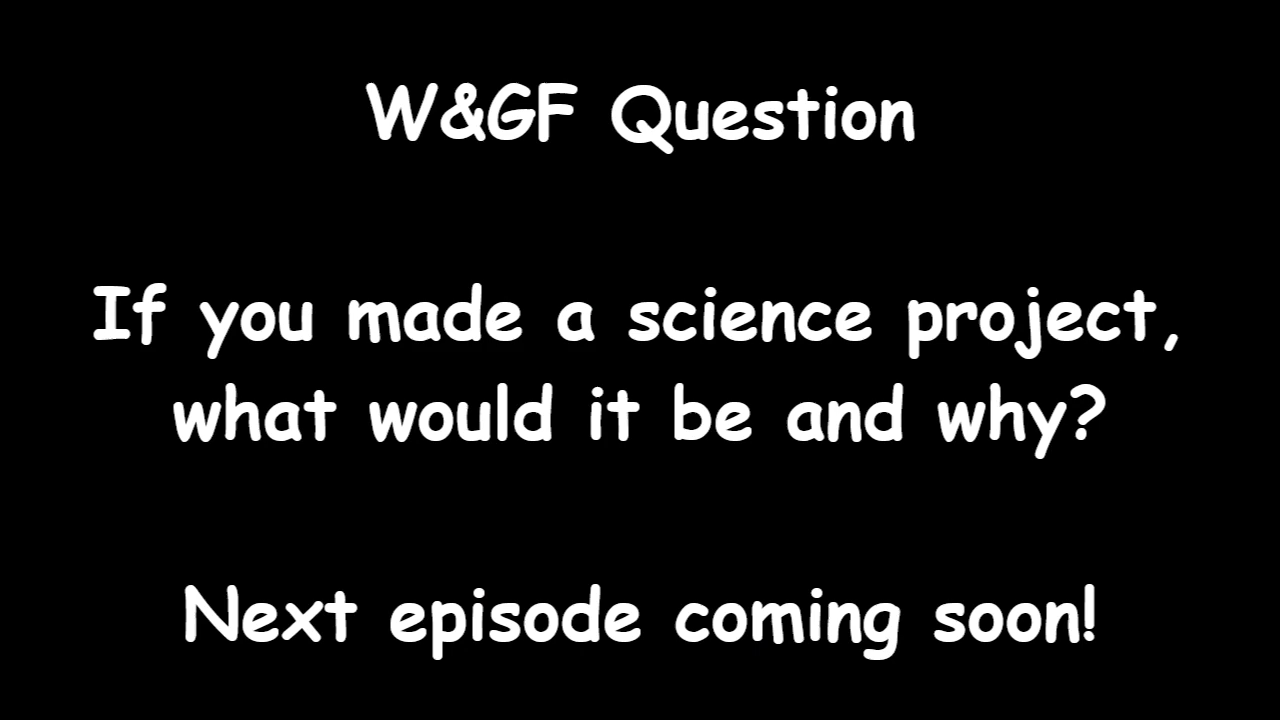 W&GF Question
If you made a science project,
what would it be and why?
Next episode coming soon!